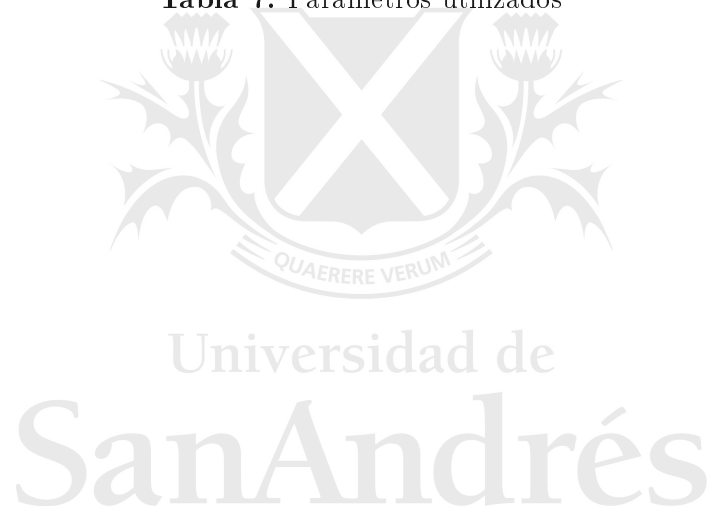 Tabla 7. Parámetros utilizados
QUAERERE VERUM
Universidad de
SanAndrés